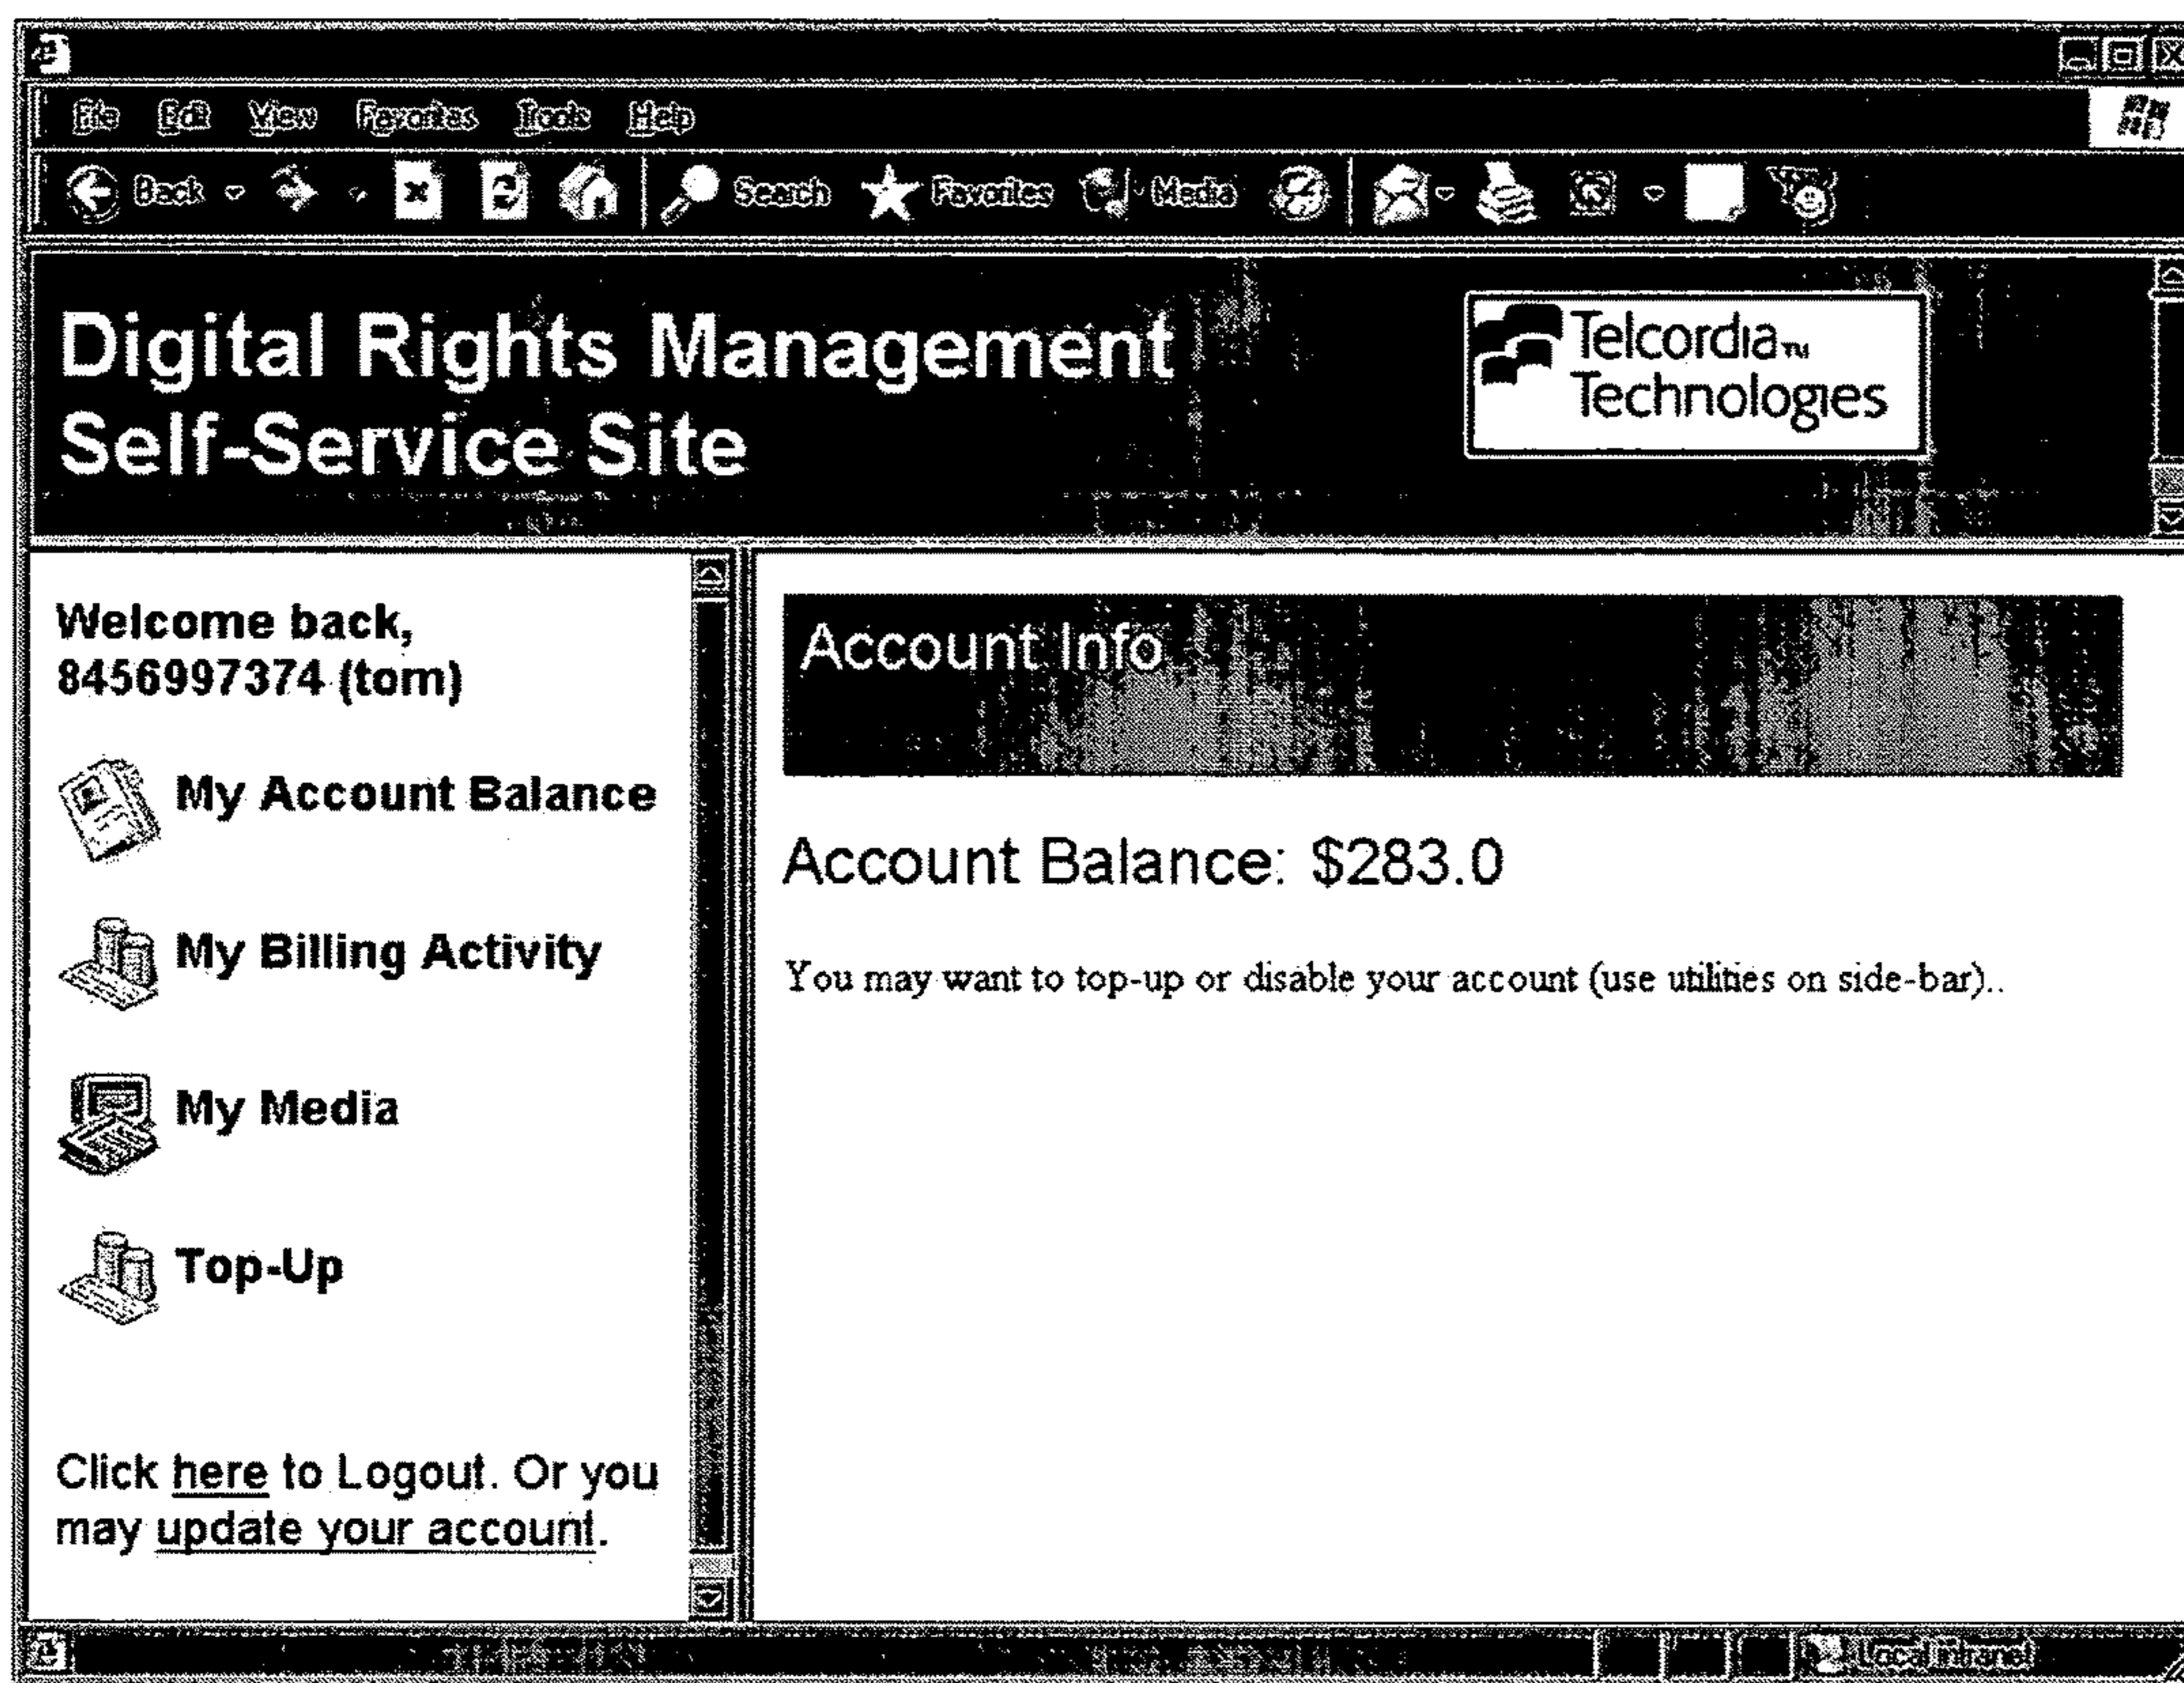 File Edit View Favorites Tools Help
Back Search Favorites Media
Digital Rights Management
Self-Service Site
Telcordia™
Technologies
Welcome back,
8456997374 (tom)
My Account Balance
My Billing Activity
My Media
Top-Up
Click here to Logout. Or you
may update your account.
Account Info
Account Balance: $283.0
You may want to top-up or disable your account (use utilities on side-bar)..
Local intranet